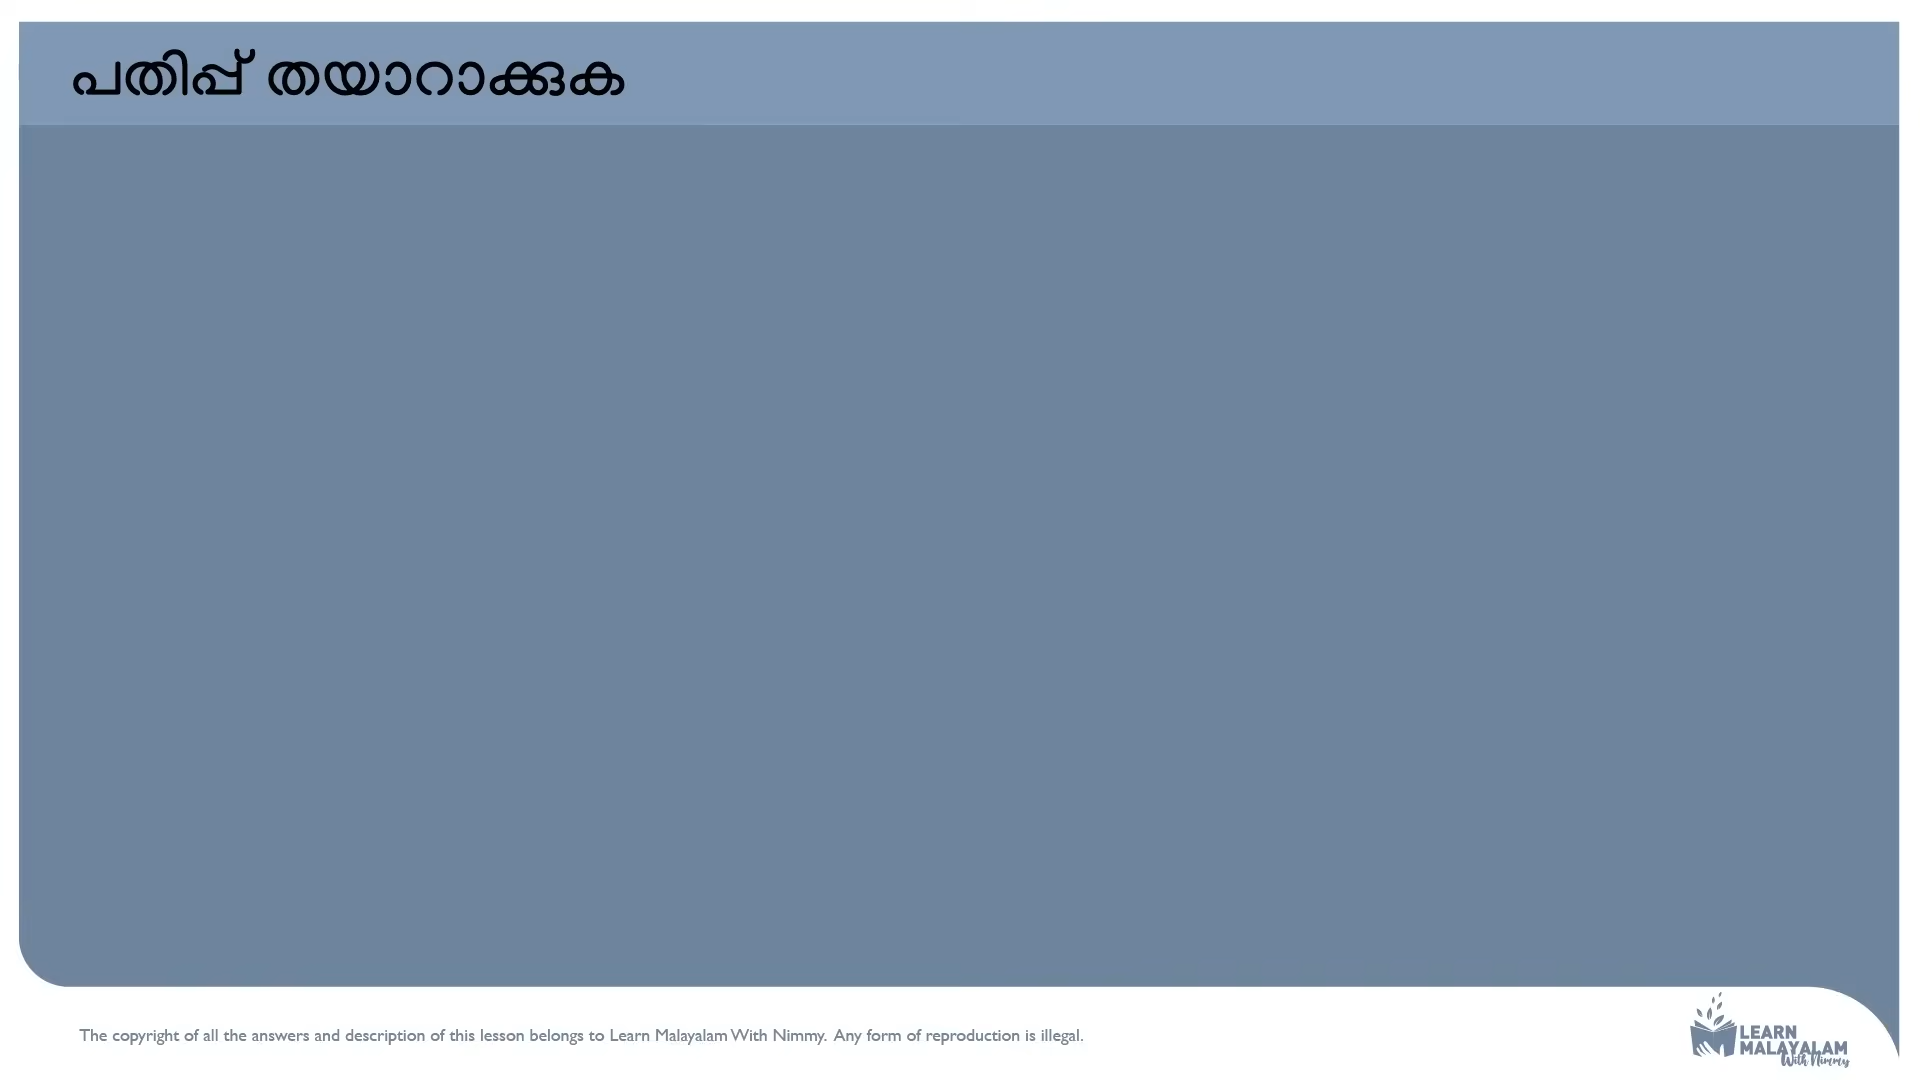 പതിപ്പ് തയാറാക്കുക
The copyright of all the answers and description of this lesson belongs to Learn Malayalam With Nimmy. Any form of reproduction is illegal.
LEARN
MALAYALAM
With Nimmy